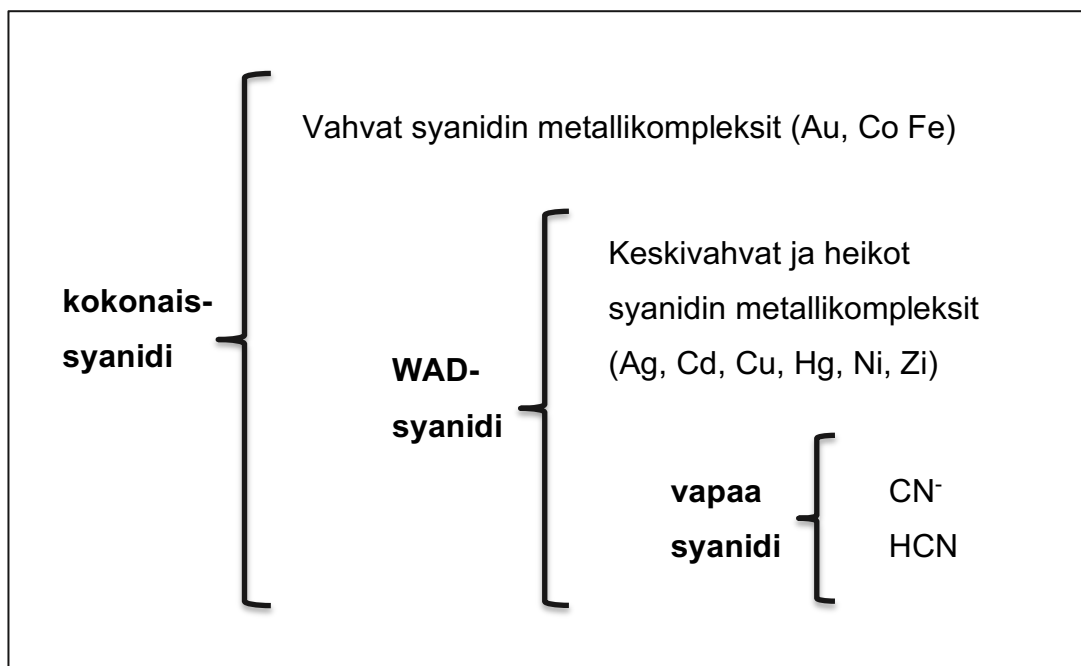 Vahvat syanidin metallikompleksit (Au, Co Fe)
kokonais-
syanidi
WAD-
syanidi
Keskivahvat ja heikot
syanidin metallikompleksit
(Ag, Cd, Cu, Hg, Ni, Zi)
vapaa
syanidi
CN⁻
HCN